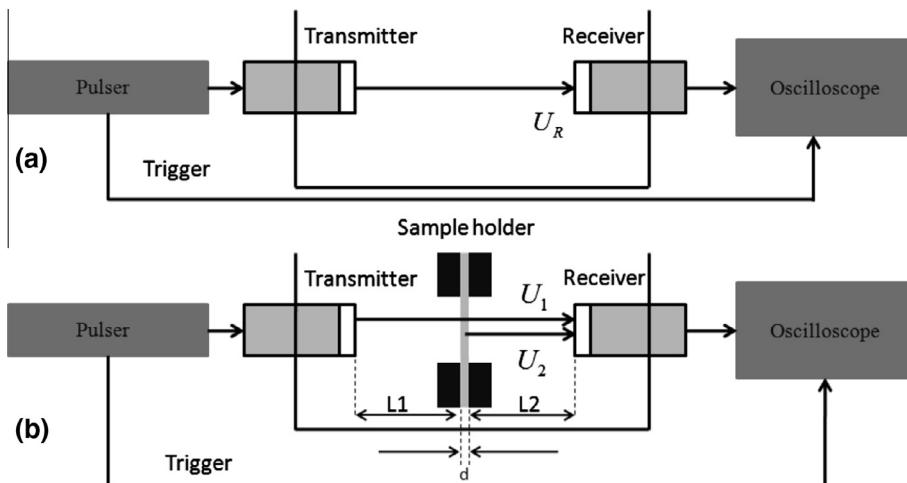 Transmitter
Receiver
Pulser
Oscilloscope
U_R
(a)
Trigger
Sample holder
Transmitter
Receiver
U_1
Pulser
Oscilloscope
U_2
L1
L2
(b)
Trigger
d